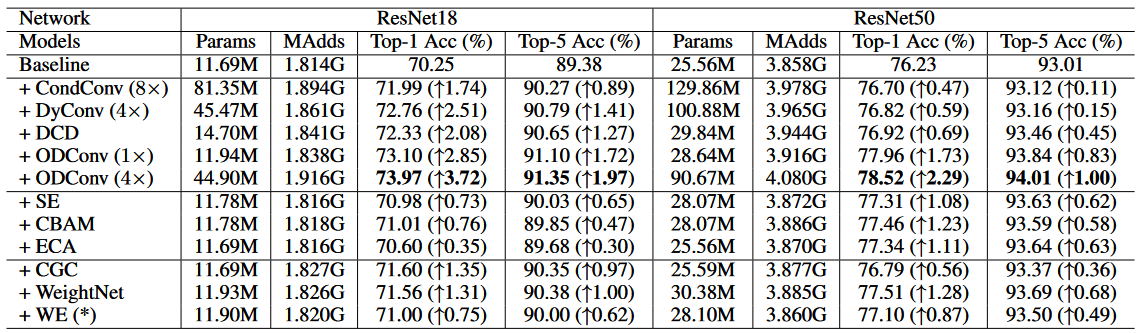 Network ResNet18 ResNet50
Models Params MAdds Top-1 Acc (%) Top-5 Acc (%) Params MAdds Top-1 Acc (%) Top-5 Acc (%)
Baseline 11.69M 1.814G 70.25 89.38 25.56M 3.858G 76.23 93.01
+ CondConv (8×) 81.35M 1.894G 71.99 (↑1.74) 90.27 (↑0.89) 129.86M 3.978G 76.70 (↑0.47) 93.12 (↑0.11)
+ DyConv (4×) 45.47M 1.861G 72.76 (↑2.51) 90.79 (↑1.41) 100.88M 3.965G 76.82 (↑0.59) 93.16 (↑0.15)
+ DCD 14.70M 1.841G 72.33 (↑2.08) 90.65 (↑1.27) 29.84M 3.944G 76.92 (↑0.69) 93.46 (↑0.45)
+ ODConv (1×) 11.94M 1.838G 73.10 (↑2.85) 91.10 (↑1.72) 28.64M 3.916G 77.96 (↑1.73) 93.84 (↑0.83)
+ ODConv (4×) 44.90M 1.916G 73.97 (↑3.72) 91.35 (↑1.97) 90.67M 4.080G 78.52 (↑2.29) 94.01 (↑1.00)
+ SE 11.78M 1.816G 70.98 (↑0.73) 90.03 (↑0.65) 28.07M 3.872G 77.31 (↑1.08) 93.63 (↑0.62)
+ CBAM 11.78M 1.818G 71.01 (↑0.76) 89.85 (↑0.47) 28.07M 3.886G 77.46 (↑1.23) 93.59 (↑0.58)
+ ECA 11.69M 1.816G 70.60 (↑0.35) 89.68 (↑0.30) 25.56M 3.870G 77.34 (↑1.11) 93.64 (↑0.63)
+ CGC 11.69M 1.827G 71.60 (↑1.35) 90.35 (↑0.97) 25.59M 3.877G 76.79 (↑0.56) 93.37 (↑0.36)
+ WeightNet 11.93M 1.826G 71.56 (↑1.31) 90.38 (↑1.00) 30.38M 3.885G 77.51 (↑1.28) 93.69 (↑0.68)
+ WE (*) 11.90M 1.820G 71.00 (↑0.75) 90.00 (↑0.62) 28.10M 3.860G 77.10 (↑0.87) 93.50 (↑0.49)